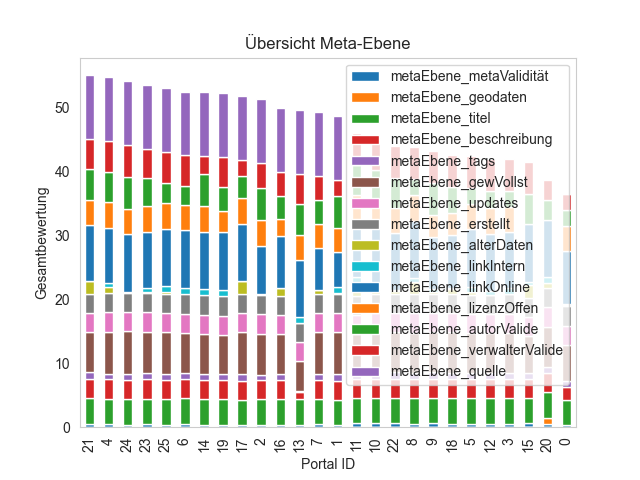 Übersicht Meta-Ebene
Gesamtbewertung
50
40
30
20
10
0
metaEbene_metaValidität
metaEbene_geodaten
metaEbene_titel
metaEbene_beschreibung
metaEbene_tags
metaEbene_gewVollst
metaEbene_updates
metaEbene_erstellt
metaEbene_alterDaten
metaEbene_linkIntern
metaEbene_linkOnline
metaEbene_lizenzOffen
metaEbene_autorValide
metaEbene_verwalterValide
metaEbene_quelle
21 4 24 23 25 6 14 19 17 2 16 13 7 1 11 10 22 8 9 18 5 12 3 15 20 0
Portal ID